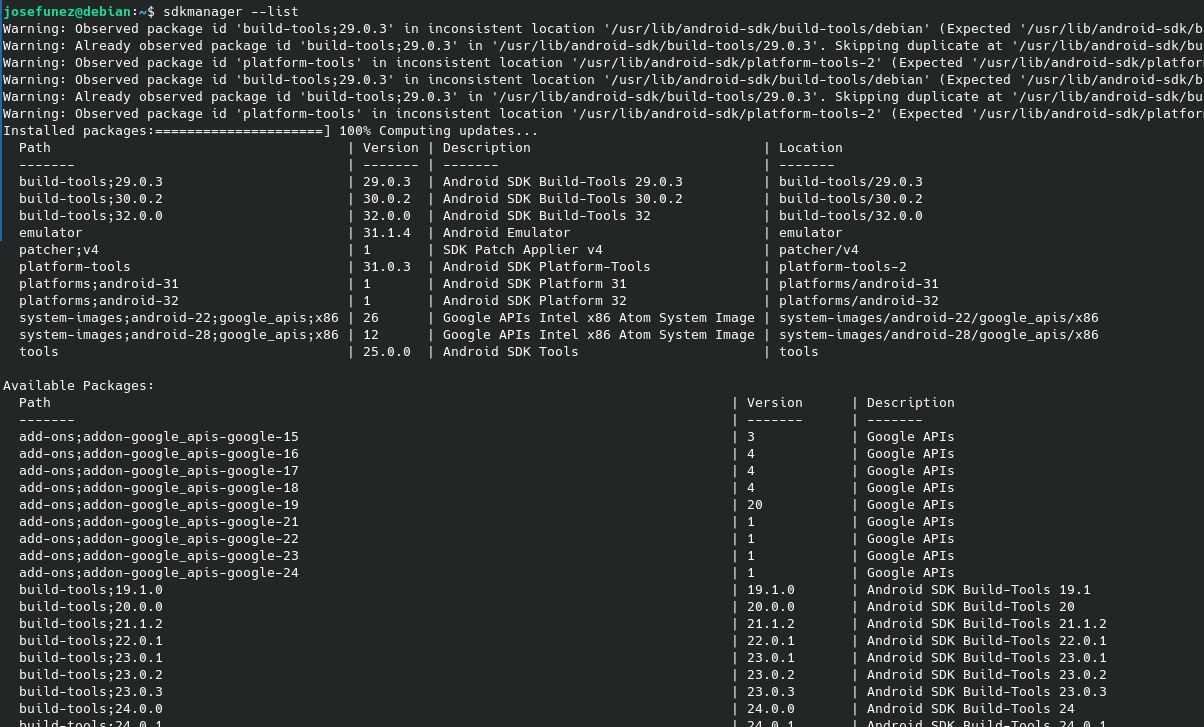 josefunez@debian:~$ sdkmanager --list
Warning: Observed package id 'build-tools;29.0.3' in inconsistent location '/usr/lib/android-sdk/build-tools/debian' (Expected '/usr/lib/android-sdk/b
Warning: Already observed package id 'build-tools;29.0.3' in '/usr/lib/android-sdk/build-tools/29.0.3'. Skipping duplicate at '/usr/lib/android-sdk/bu
Warning: Observed package id 'platform-tools' in inconsistent location '/usr/lib/android-sdk/platform-tools-2' (Expected '/usr/lib/android-sdk/platfor
Warning: Observed package id 'build-tools;29.0.3' in inconsistent location '/usr/lib/android-sdk/build-tools/debian' (Expected '/usr/lib/android-sdk/b
Warning: Already observed package id 'build-tools;29.0.3' in '/usr/lib/android-sdk/build-tools/29.0.3'. Skipping duplicate at '/usr/lib/android-sdk/bu
Warning: Observed package id 'platform-tools' in inconsistent location '/usr/lib/android-sdk/platform-tools-2' (Expected '/usr/lib/android-sdk/platfor
Installed packages:=====================] 100% Computing updates...
  Path                                     | Version | Description                             | Location
  -------                                  | ------- | -------                                 | -------
  build-tools;29.0.3                       | 29.0.3  | Android SDK Build-Tools 29.0.3          | build-tools/29.0.3
  build-tools;30.0.2                       | 30.0.2  | Android SDK Build-Tools 30.0.2          | build-tools/30.0.2
  build-tools;32.0.0                       | 32.0.0  | Android SDK Build-Tools 32              | build-tools/32.0.0
  emulator                                 | 31.1.4  | Android Emulator                        | emulator
  patcher;v4                               | 1       | SDK Patch Applier v4                    | patcher/v4
  platform-tools                           | 31.0.3  | Android SDK Platform-Tools              | platform-tools-2
  platforms;android-31                     | 1       | Android SDK Platform 31                 | platforms/android-31
  platforms;android-32                     | 1       | Android SDK Platform 32                 | platforms/android-32
  system-images;android-22;google_apis;x86 | 26      | Google APIs Intel x86 Atom System Image | system-images/android-22/google_apis/x86
  system-images;android-28;google_apis;x86 | 12      | Google APIs Intel x86 Atom System Image | system-images/android-28/google_apis/x86
  tools                                    | 25.0.0  | Android SDK Tools                       | tools
Available Packages:
  Path                                     | Version      | Description
  -------                                  | -------      | -------
  add-ons;addon-google_apis-google-15      | 3            | Google APIs
  add-ons;addon-google_apis-google-16      | 4            | Google APIs
  add-ons;addon-google_apis-google-17      | 4            | Google APIs
  add-ons;addon-google_apis-google-18      | 4            | Google APIs
  add-ons;addon-google_apis-google-19      | 20           | Google APIs
  add-ons;addon-google_apis-google-21      | 1            | Google APIs
  add-ons;addon-google_apis-google-22      | 1            | Google APIs
  add-ons;addon-google_apis-google-23      | 1            | Google APIs
  add-ons;addon-google_apis-google-24      | 1            | Google APIs
  build-tools;19.1.0                       | 19.1.0       | Android SDK Build-Tools 19.1
  build-tools;20.0.0                       | 20.0.0       | Android SDK Build-Tools 20
  build-tools;21.1.2                       | 21.1.2       | Android SDK Build-Tools 21.1.2
  build-tools;22.0.1                       | 22.0.1       | Android SDK Build-Tools 22.0.1
  build-tools;23.0.1                       | 23.0.1       | Android SDK Build-Tools 23.0.1
  build-tools;23.0.2                       | 23.0.2       | Android SDK Build-Tools 23.0.2
  build-tools;23.0.3                       | 23.0.3       | Android SDK Build-Tools 23.0.3
  build-tools;24.0.0                       | 24.0.0       | Android SDK Build-Tools 24
  build-tools;24.0.1                       | 24.0.1       | Android SDK Build-Tools 24.0.1